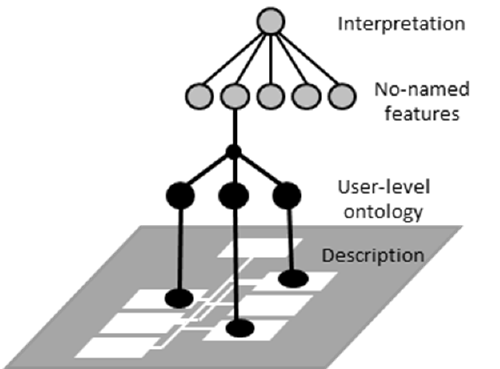 Interpretation
No-named
features
User-level
ontology
Description